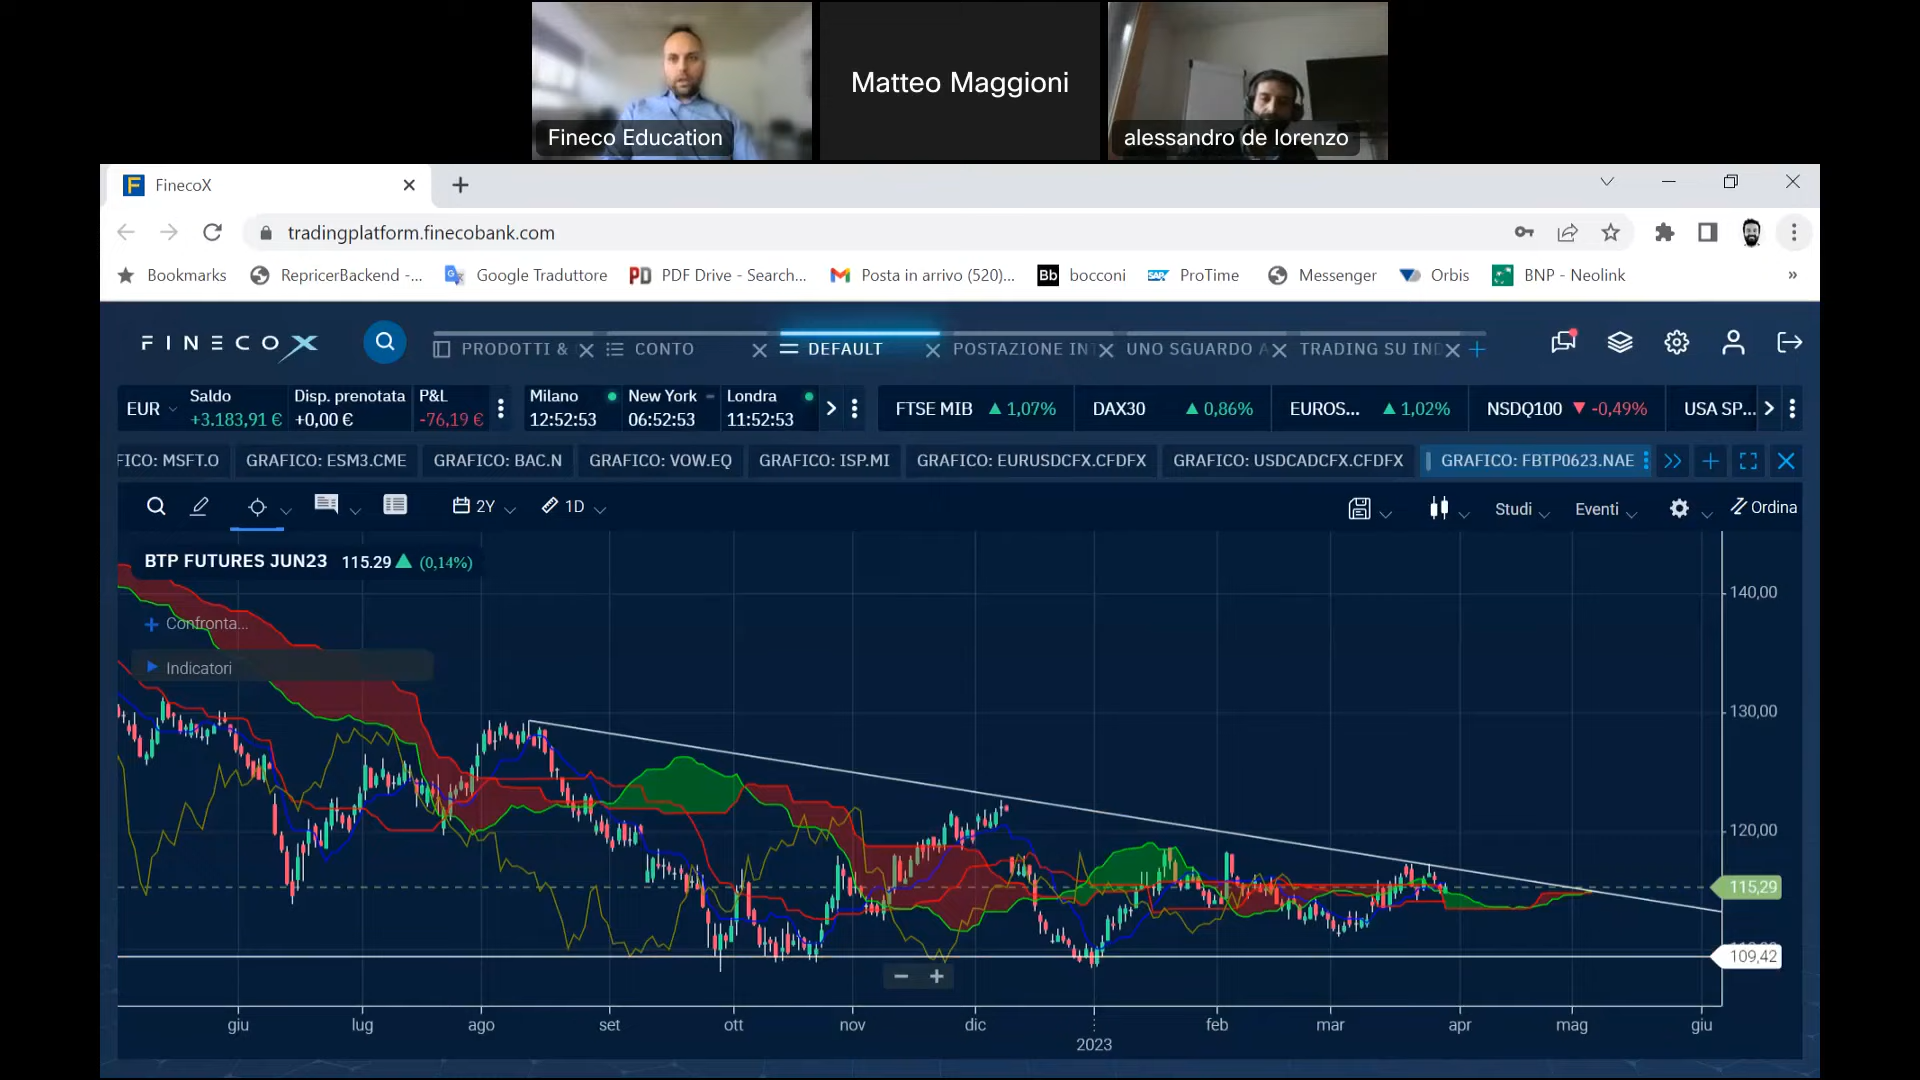 Fineco Education
Matteo Maggioni
alessandro de lorenzo
FinecoX
tradingplatform.finecobank.com
Bookmarks
RepricerBackend -...
Google Traduttore
PDF Drive - Search...
Posta in arrivo (520)...
Bb bocconi
SAP ProTime
Messenger
Orbis
BNP - Neolink
»
FINECO X
PRODOTTI &
CONTO
DEFAULT
POSTAZIONE IN
UNO SGUARDO A
TRADING SU IND
EUR
Saldo
+3.183,91 €
Disp. prenotata
+0,00 €
P&L
-76,19 €
Milano
12:52:53
New York
06:52:53
Londra
11:52:53
FTSE MIB ▲ 1,07%
DAX30 ▲ 0,86%
EUROS... ▲ 1,02%
NSDQ100 ▼ -0,49%
USA SP...
FICO: MSFT.O
GRAFICO: ESM3.CME
GRAFICO: BAC.N
GRAFICO: VOW.EQ
GRAFICO: ISP.MI
GRAFICO: EURUSDCFX.CFDFX
GRAFICO: USDCADCFX.CFDFX
GRAFICO: FBTP0623.NAE
2Y
1D
Studi
Eventi
Ordina
BTP FUTURES JUN23 115.29 ▲ (0,14%)
+ Confronta...
Indicatori
140,00
130,00
120,00
115,29
109,42
giu lug ago set ott nov dic feb mar apr mag giu
2023